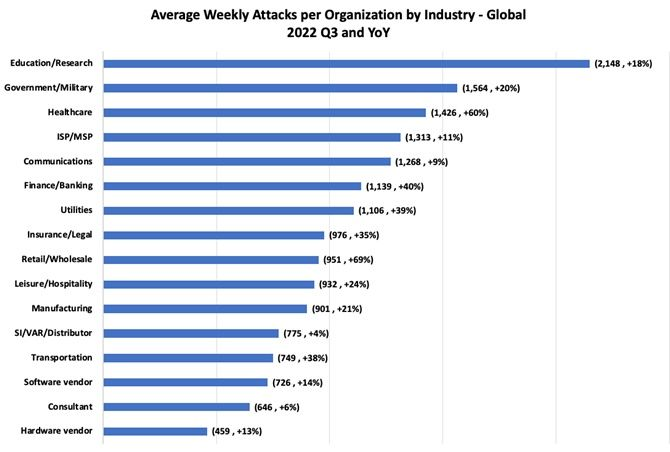 Average Weekly Attacks per Organization by Industry - Global
2022 Q3 and YoY
Education/Research (2,148 , +18%)
Government/Military (1,564 , +20%)
Healthcare (1,426 , +60%)
ISP/MSP (1,313 , +11%)
Communications (1,268 , +9%)
Finance/Banking (1,139 , +40%)
Utilities (1,106 , +39%)
Insurance/Legal (976 , +35%)
Retail/Wholesale (951 , +69%)
Leisure/Hospitality (932 , +24%)
Manufacturing (901 , +21%)
SI/VAR/Distributor (775 , +4%)
Transportation (749 , +38%)
Software vendor (726 , +14%)
Consultant (646 , +6%)
Hardware vendor (459 , +13%)